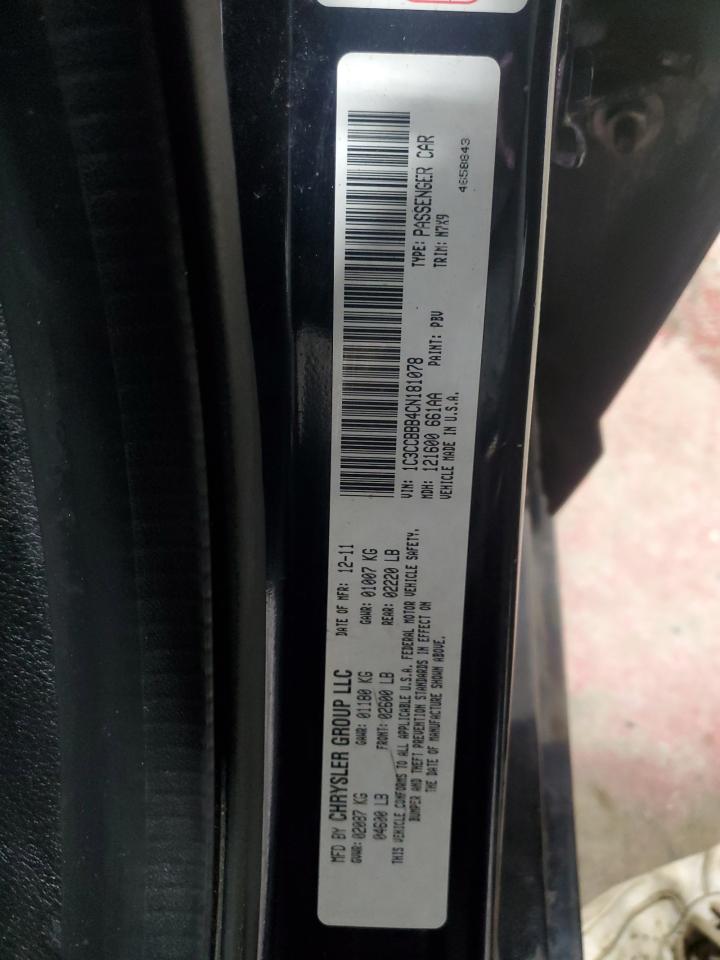 MFD BY CHRYSLER GROUP LLC
DATE OF MFR: 12-11
GVWR: 02087 KG
GAWR: 01180 KG
GAWR: 01007 KG
04600 LB
FRONT: 02600 LB
REAR: 02220 LB
THIS VEHICLE CONFORMS TO ALL APPLICABLE U.S.A. FEDERAL MOTOR VEHICLE SAFETY,
BUMPER AND THEFT PREVENTION STANDARDS IN EFFECT ON
THE DATE OF MANUFACTURE SHOWN ABOVE.
VIN: 1C3CCBBB4CN181078
TYPE: PASSENGER CAR
MDH: 121600 661AA
PAINT: PBV
TRIM: M7X9
VEHICLE MADE IN U.S.A.
4658843